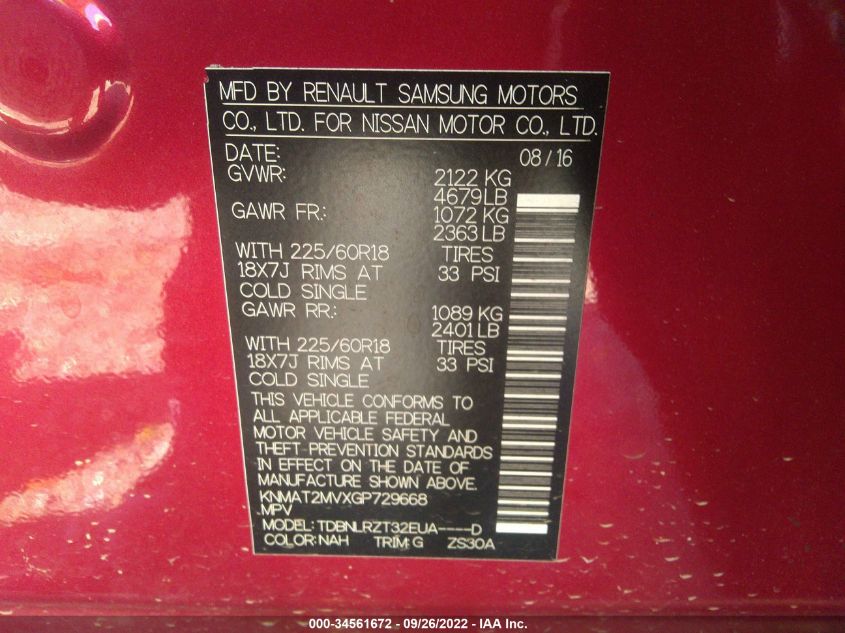 MFD BY RENAULT SAMSUNG MOTORS
CO., LTD. FOR NISSAN MOTOR CO., LTD.
DATE: 08 / 16
GVWR: 2122 KG
4679 LB
GAWR FR.: 1072 KG
2363 LB
WITH 225/60R18 TIRES
18X7J RIMS AT 33 PSI
COLD SINGLE
GAWR RR.: 1089 KG
2401 LB
WITH 225/60R18 TIRES
18X7J RIMS AT 33 PSI
COLD SINGLE
THIS VEHICLE CONFORMS TO
ALL APPLICABLE FEDERAL
MOTOR VEHICLE SAFETY AND
THEFT PREVENTION STANDARDS
IN EFFECT ON THE DATE OF
MANUFACTURE SHOWN ABOVE.
KNMAT2MVXGP729668
MPV
MODEL: TDBNLRZT32EUA----D
COLOR: NAH TRIM: G ZS30A
000-34561672 - 09/26/2022 - IAA Inc.